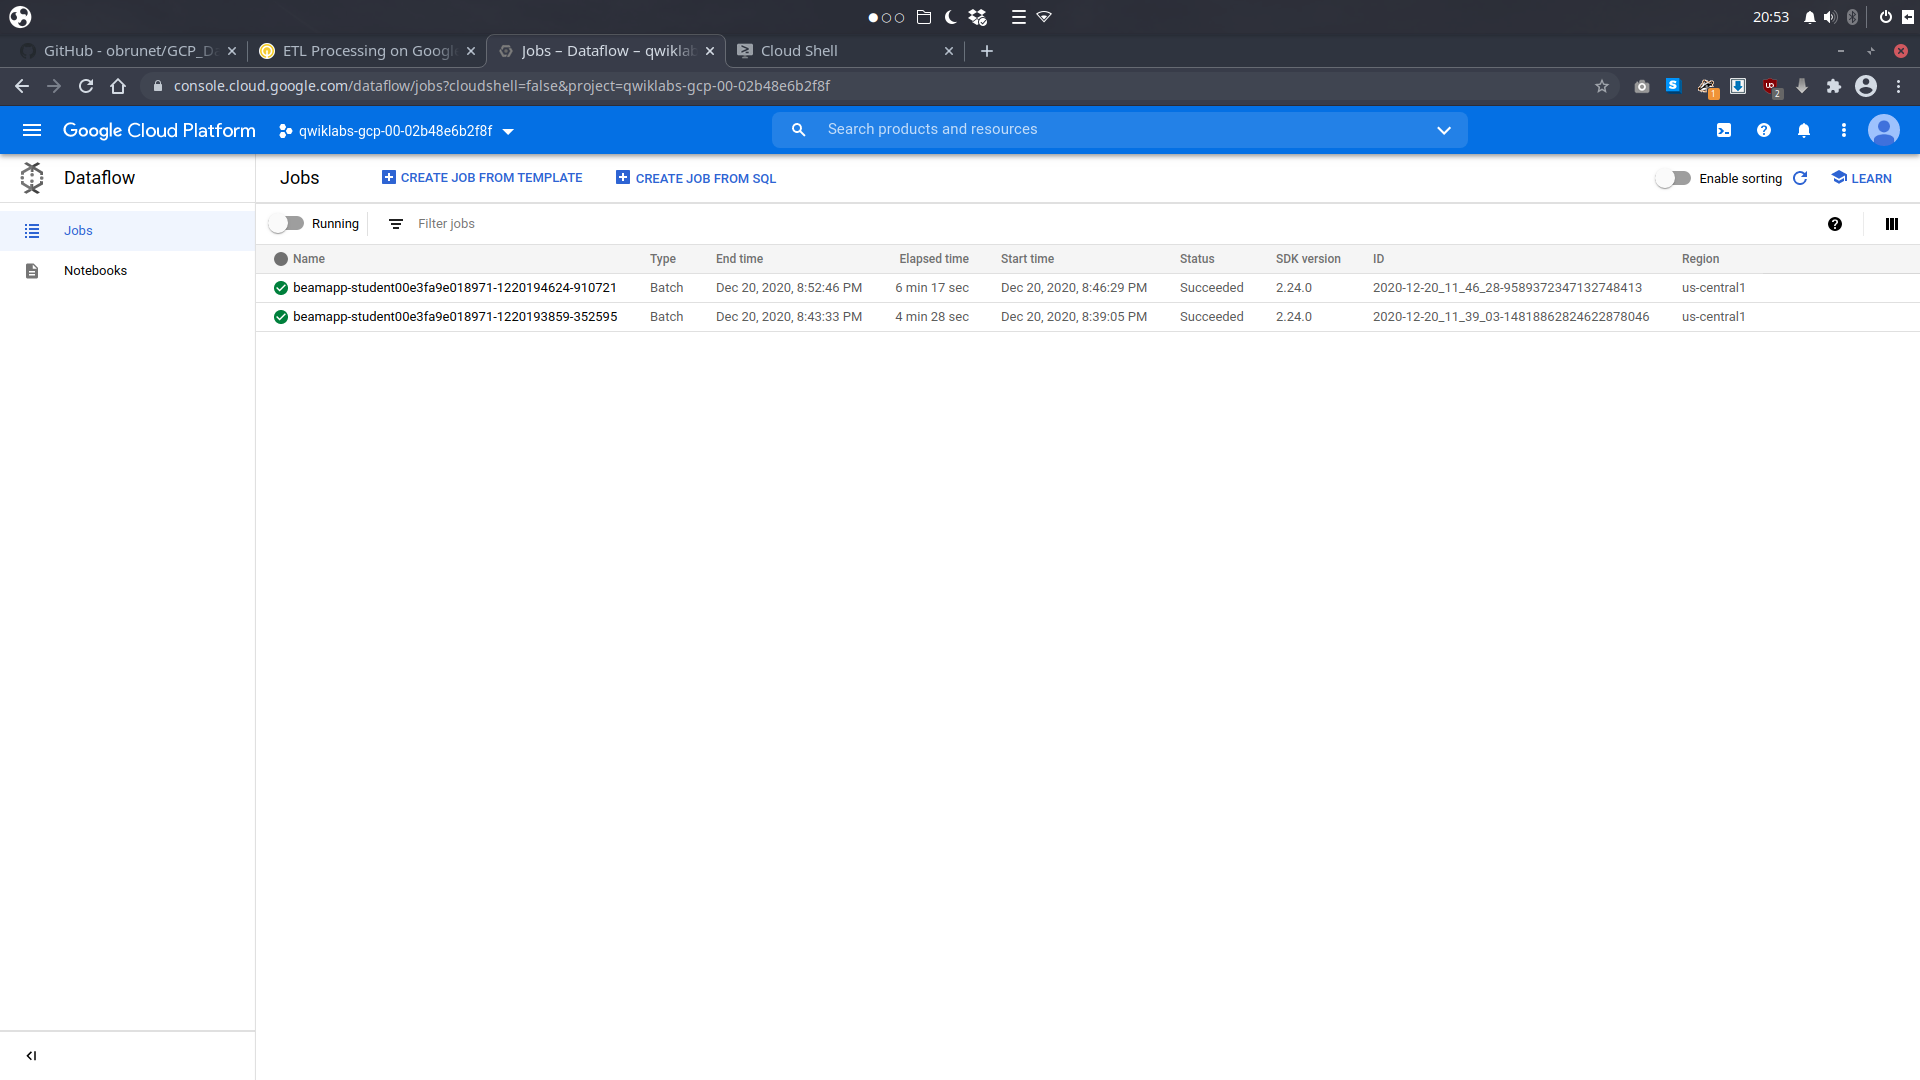 20:53
GitHub - obrunet/GCP_Da
ETL Processing on Google
Jobs – Dataflow – qwiklab
Cloud Shell
console.cloud.google.com/dataflow/jobs?cloudshell=false&project=qwiklabs-gcp-00-02b48e6b2f8f
S
1
2
Google Cloud Platform
qwiklabs-gcp-00-02b48e6b2f8f
Search products and resources
Dataflow
Jobs
CREATE JOB FROM TEMPLATE
CREATE JOB FROM SQL
Enable sorting
LEARN
Jobs
Notebooks
Running
Filter jobs
Name Type End time Elapsed time Start time Status SDK version ID Region
beamapp-student00e3fa9e018971-1220194624-910721 Batch Dec 20, 2020, 8:52:46 PM 6 min 17 sec Dec 20, 2020, 8:46:29 PM Succeeded 2.24.0 2020-12-20_11_46_28-9589372347132748413 us-central1
beamapp-student00e3fa9e018971-1220193859-352595 Batch Dec 20, 2020, 8:43:33 PM 4 min 28 sec Dec 20, 2020, 8:39:05 PM Succeeded 2.24.0 2020-12-20_11_39_03-14818862824622878046 us-central1